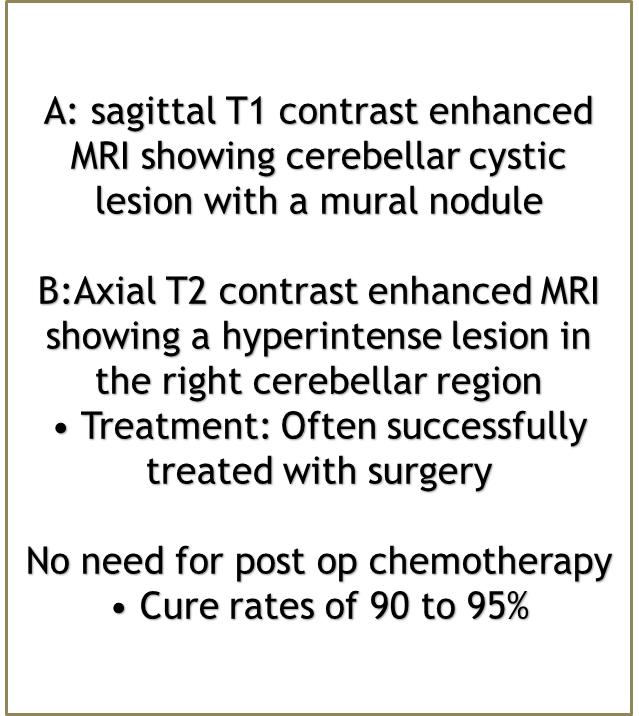 A: sagittal T1 contrast enhanced
MRI showing cerebellar cystic
lesion with a mural nodule
B:Axial T2 contrast enhanced MRI
showing a hyperintense lesion in
the right cerebellar region
• Treatment: Often successfully
treated with surgery
No need for post op chemotherapy
• Cure rates of 90 to 95%